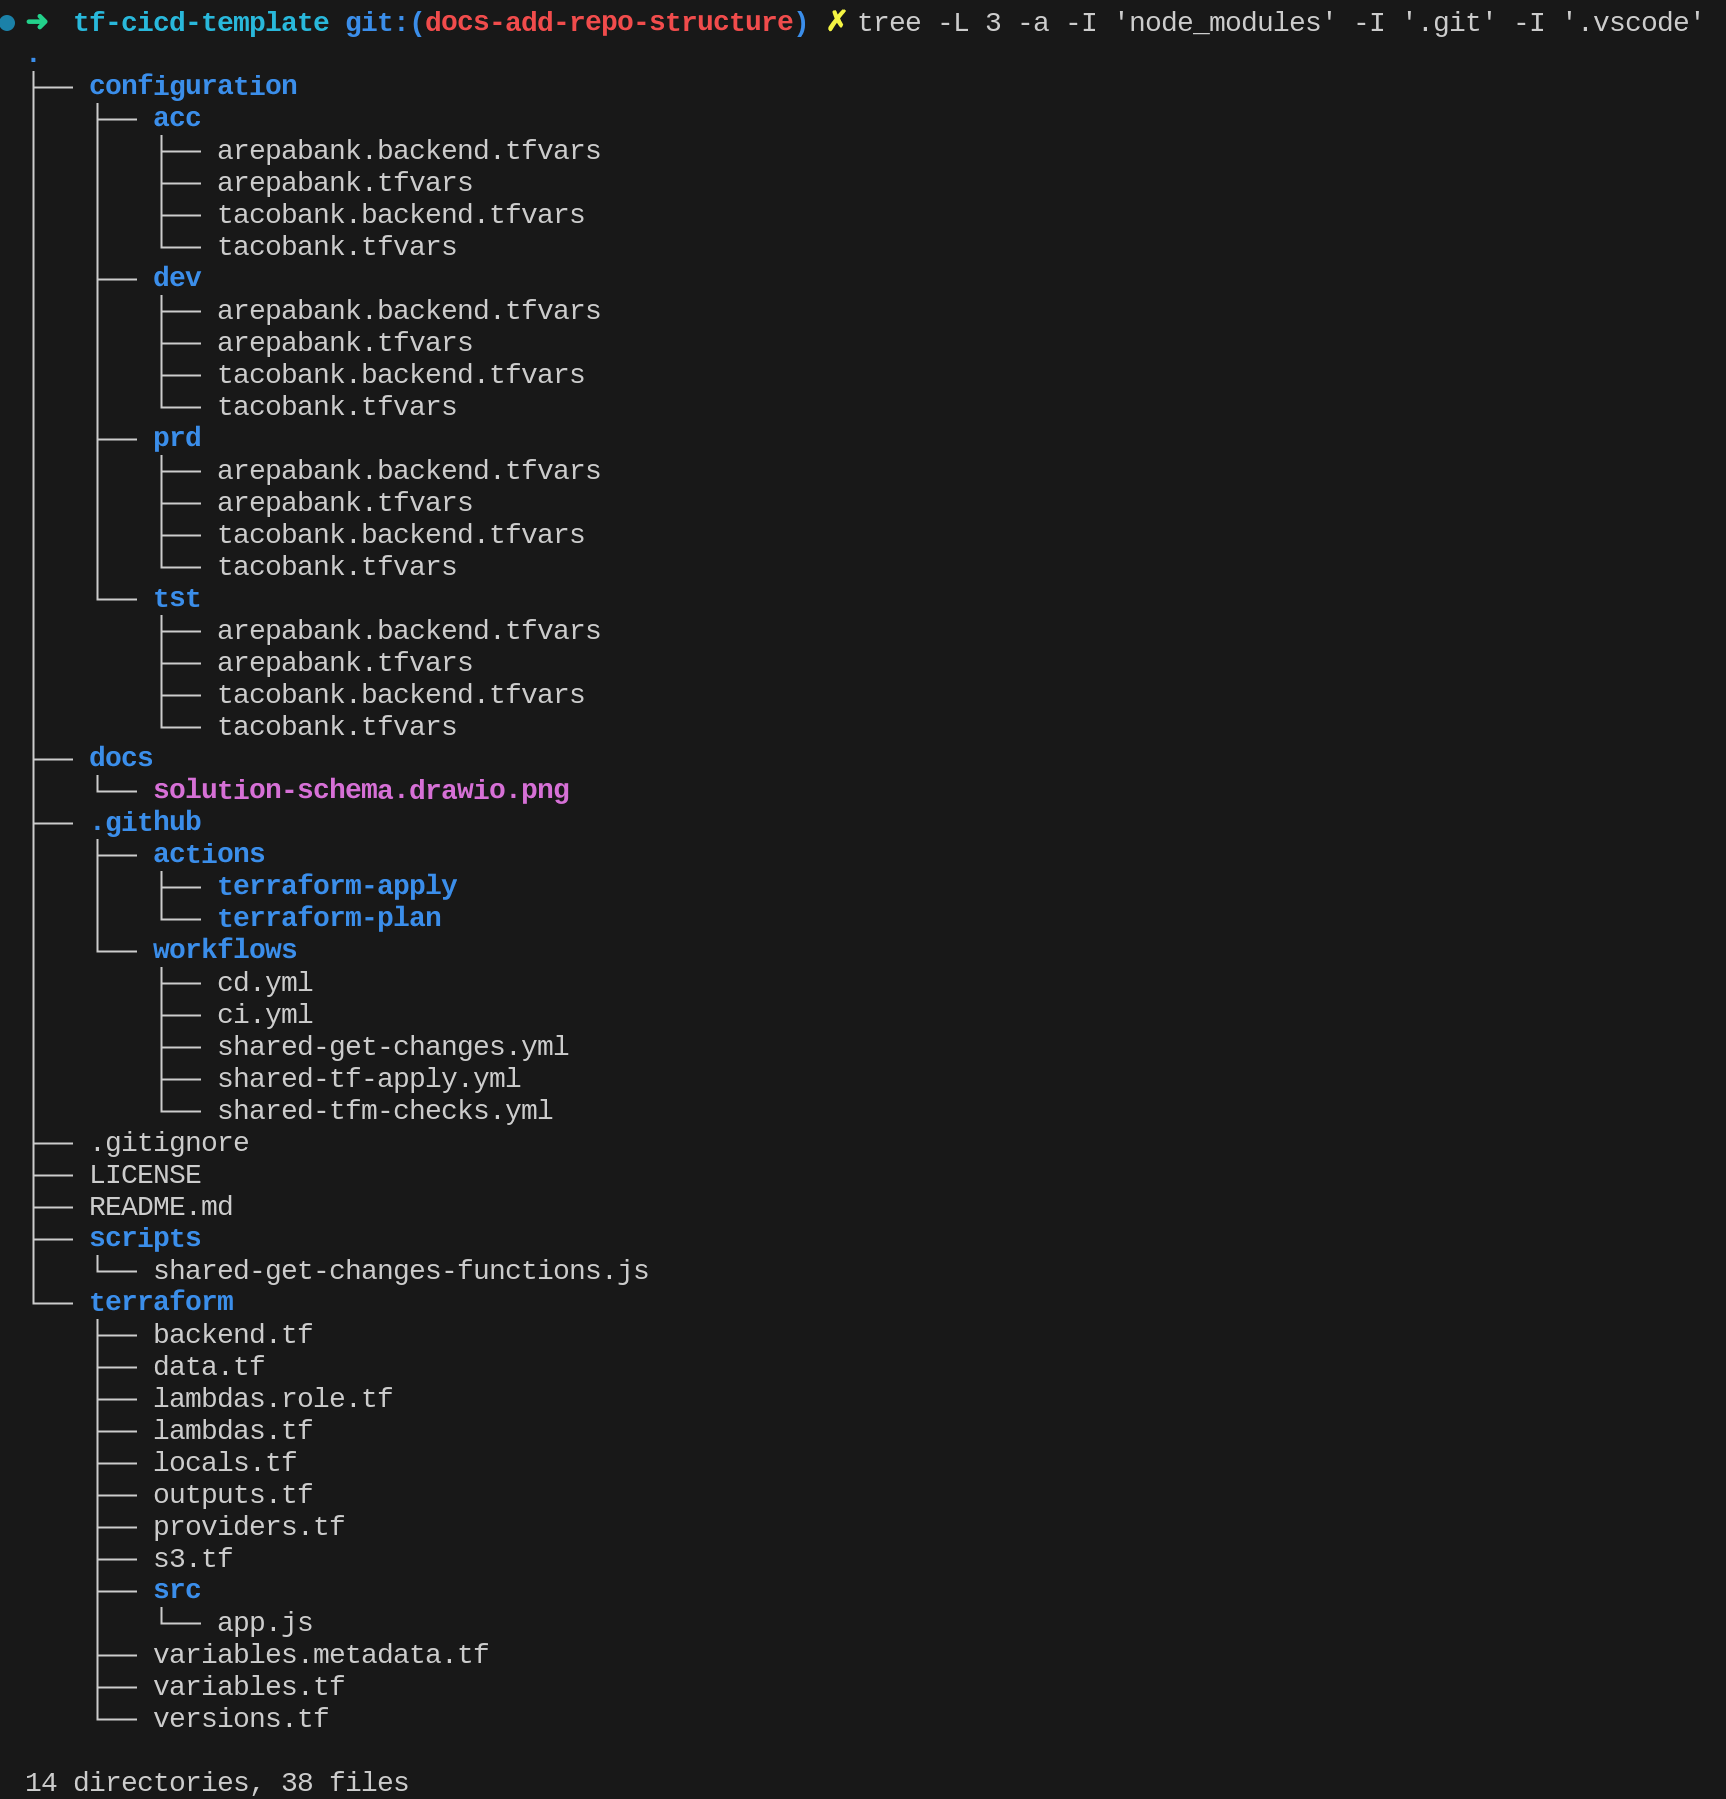 ➜  tf-cicd-template git:(docs-add-repo-structure) ✗ tree -L 3 -a -I 'node_modules' -I '.git' -I '.vscode'
.
├── configuration
│   ├── acc
│   │   ├── arepabank.backend.tfvars
│   │   ├── arepabank.tfvars
│   │   ├── tacobank.backend.tfvars
│   │   └── tacobank.tfvars
│   ├── dev
│   │   ├── arepabank.backend.tfvars
│   │   ├── arepabank.tfvars
│   │   ├── tacobank.backend.tfvars
│   │   └── tacobank.tfvars
│   ├── prd
│   │   ├── arepabank.backend.tfvars
│   │   ├── arepabank.tfvars
│   │   ├── tacobank.backend.tfvars
│   │   └── tacobank.tfvars
│   └── tst
│       ├── arepabank.backend.tfvars
│       ├── arepabank.tfvars
│       ├── tacobank.backend.tfvars
│       └── tacobank.tfvars
├── docs
│   └── solution-schema.drawio.png
├── .github
│   ├── actions
│   │   ├── terraform-apply
│   │   └── terraform-plan
│   └── workflows
│       ├── cd.yml
│       ├── ci.yml
│       ├── shared-get-changes.yml
│       ├── shared-tf-apply.yml
│       └── shared-tfm-checks.yml
├── .gitignore
├── LICENSE
├── README.md
├── scripts
│   └── shared-get-changes-functions.js
└── terraform
    ├── backend.tf
    ├── data.tf
    ├── lambdas.role.tf
    ├── lambdas.tf
    ├── locals.tf
    ├── outputs.tf
    ├── providers.tf
    ├── s3.tf
    ├── src
    │   └── app.js
    ├── variables.metadata.tf
    ├── variables.tf
    └── versions.tf

14 directories, 38 files